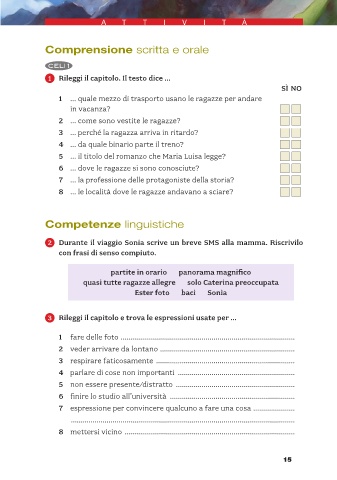 ATTIVITÀ
Comprensione scritta e orale
CELI 1
1 Rileggi il capitolo. Il testo dice ...
SÌ NO
1 ... quale mezzo di trasporto usano le ragazze per andare
in vacanza?
2 ... come sono vestite le ragazze?
3 ... perché la ragazza arriva in ritardo?
4 ... da quale binario parte il treno?
5 ... il titolo del romanzo che Maria Luisa legge?
6 ... dove le ragazze si sono conosciute?
7 ... la professione delle protagoniste della storia?
8 ... le località dove le ragazze andavano a sciare?
Competenze linguistiche
2 Durante il viaggio Sonia scrive un breve SMS alla mamma. Riscrivilo
con frasi di senso compiuto.
partite in orario panorama magnifico
quasi tutte ragazze allegre solo Caterina preoccupata
Ester foto baci Sonia
3 Rileggi il capitolo e trova le espressioni usate per ...
1 fare delle foto ...
2 veder arrivare da lontano ...
3 respirare faticosamente ...
4 parlare di cose non importanti ...
5 non essere presente/distratto ...
6 finire lo studio all'università ...
7 espressione per convincere qualcuno a fare una cosa ...
...
8 mettersi vicino ...
15